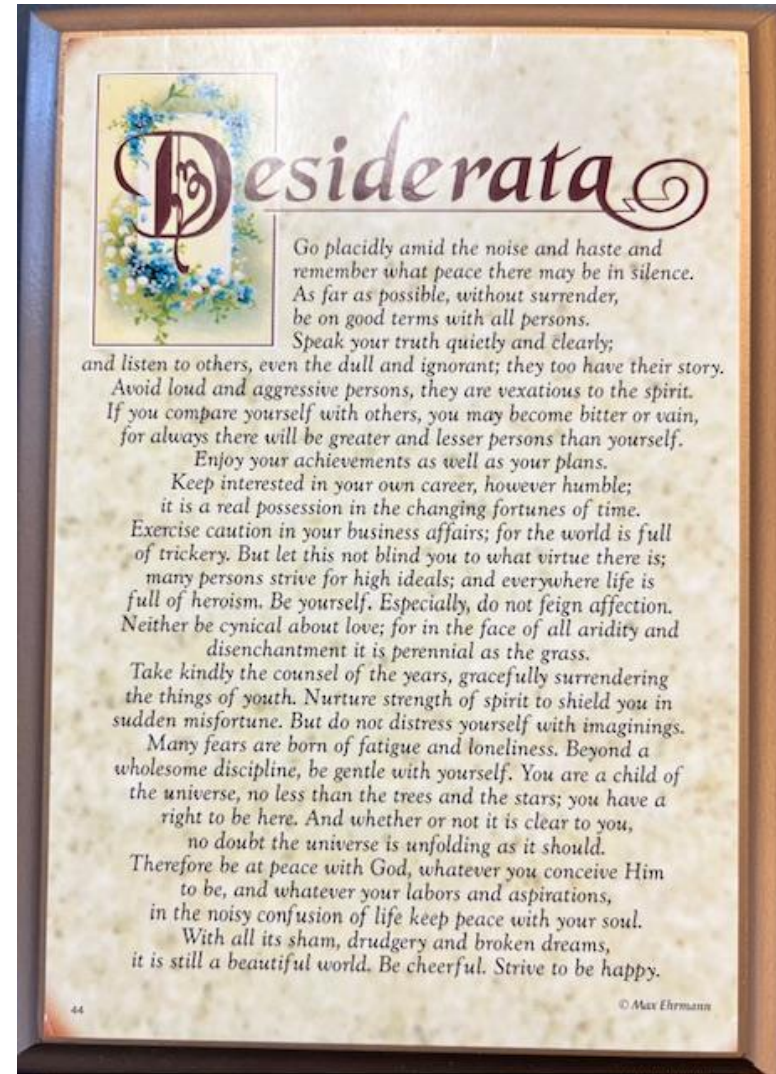 Desiderata
Go placidly amid the noise and haste and
remember what peace there may be in silence.
As far as possible, without surrender,
be on good terms with all persons.
Speak your truth quietly and clearly;
and listen to others, even the dull and ignorant; they too have their story.
Avoid loud and aggressive persons, they are vexatious to the spirit.
If you compare yourself with others, you may become bitter or vain,
for always there will be greater and lesser persons than yourself.
Enjoy your achievements as well as your plans.
Keep interested in your own career, however humble;
it is a real possession in the changing fortunes of time.
Exercise caution in your business affairs; for the world is full
of trickery. But let this not blind you to what virtue there is;
many persons strive for high ideals; and everywhere life is
full of heroism. Be yourself. Especially, do not feign affection.
Neither be cynical about love; for in the face of all aridity and
disenchantment it is perennial as the grass.
Take kindly the counsel of the years, gracefully surrendering
the things of youth. Nurture strength of spirit to shield you in
sudden misfortune. But do not distress yourself with imaginings.
Many fears are born of fatigue and loneliness. Beyond a
wholesome discipline, be gentle with yourself. You are a child of
the universe, no less than the trees and the stars; you have a
right to be here. And whether or not it is clear to you,
no doubt the universe is unfolding as it should.
Therefore be at peace with God, whatever you conceive Him
to be, and whatever your labors and aspirations,
in the noisy confusion of life keep peace with your soul.
With all its sham, drudgery and broken dreams,
it is still a beautiful world. Be cheerful. Strive to be happy.
44
© Max Ehrmann